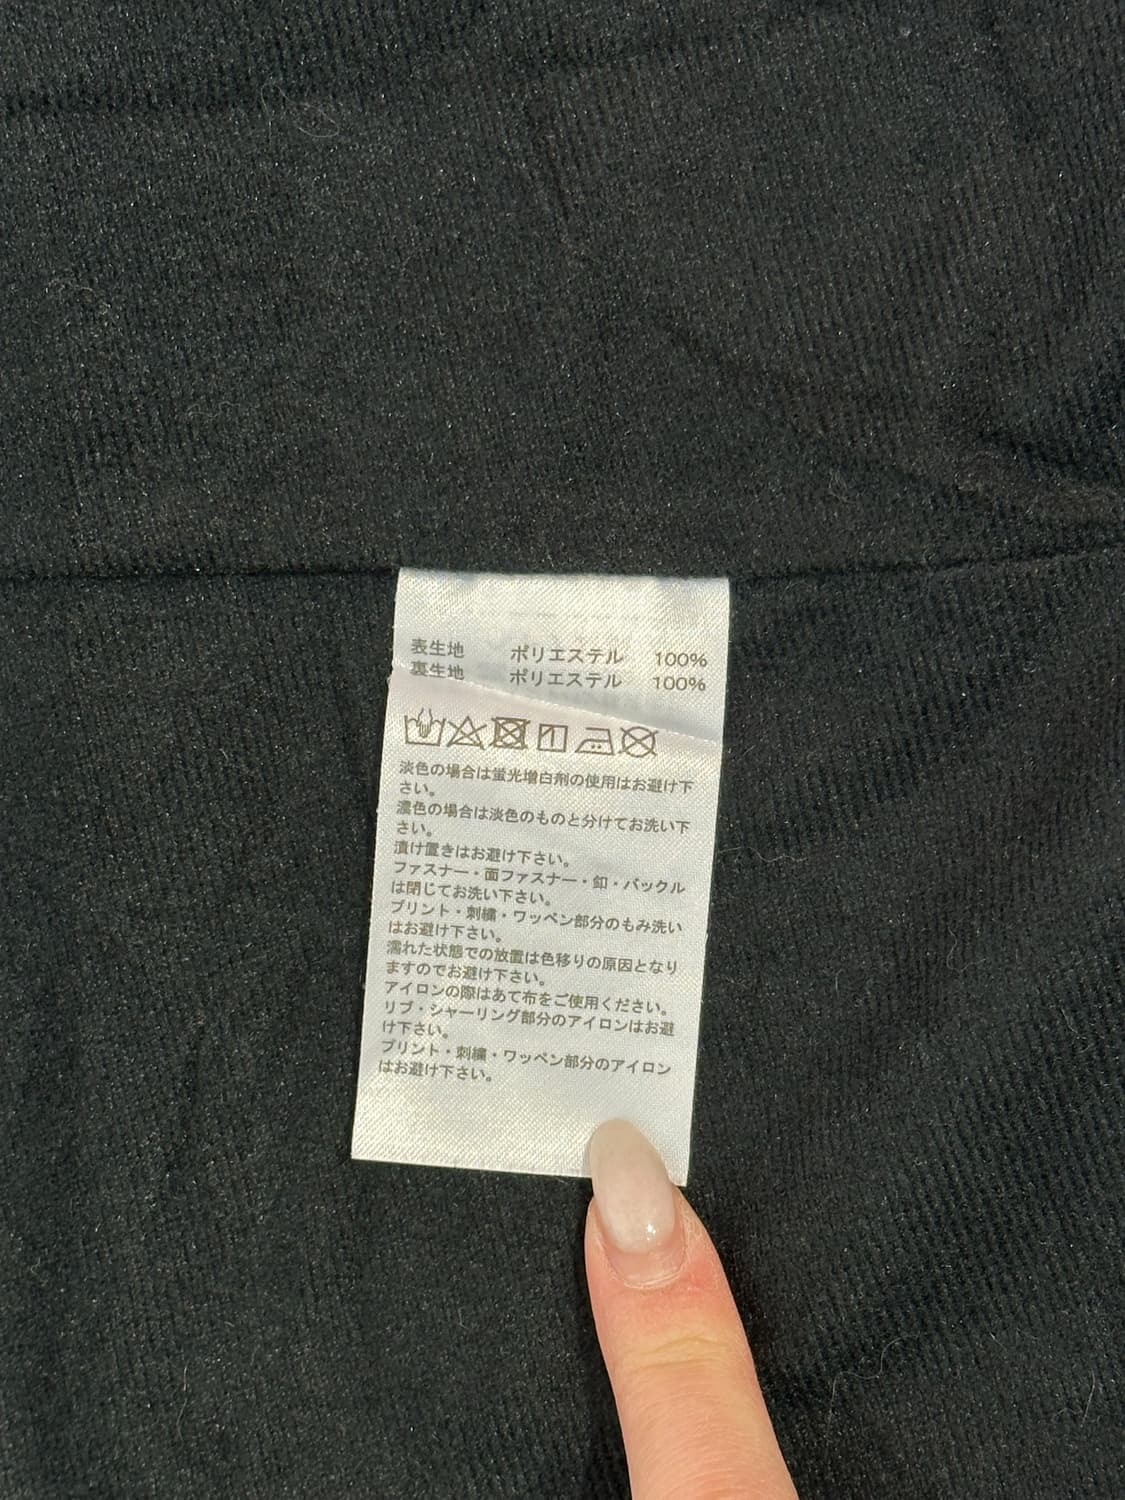 表生地 ポリエステル 100%
裏生地 ポリエステル 100%
淡色の場合は蛍光増白剤の使用はお避け下
さい。
濃色の場合は淡色のものと分けてお洗い下
さい。
漬け置きはお避け下さい。
ファスナー・面ファスナー・釦・バックル
は閉じてお洗い下さい。
プリント・刺繍・ワッペン部分のもみ洗い
はお避け下さい。
濡れた状態での放置は色移りの原因となり
ますのでお避け下さい。
アイロンの際はあて布をご使用ください。
リブ・シャーリング部分のアイロンはお避
け下さい。
プリント・刺繍・ワッペン部分のアイロン
はお避け下さい。